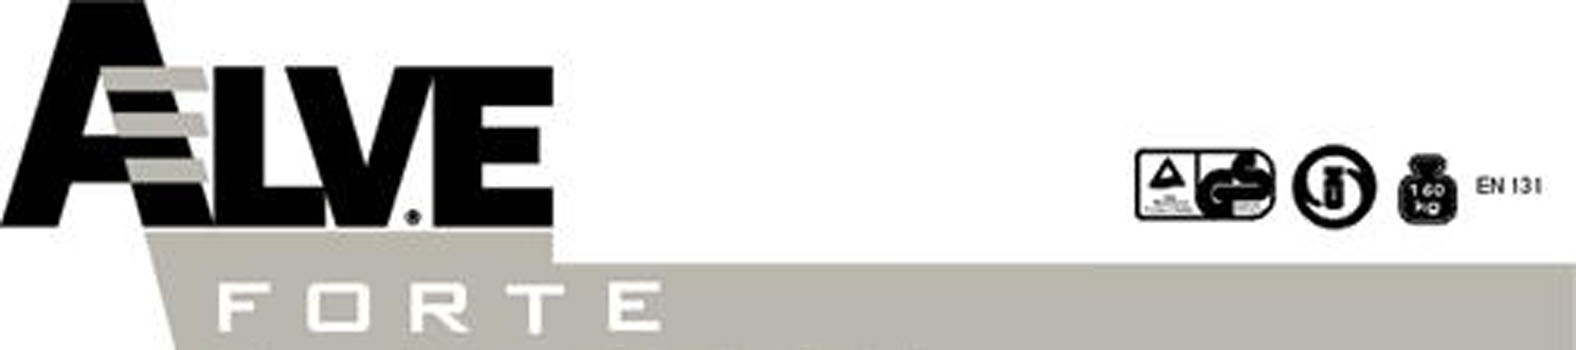 ALVE®
160
kg
EN 131
FORTE